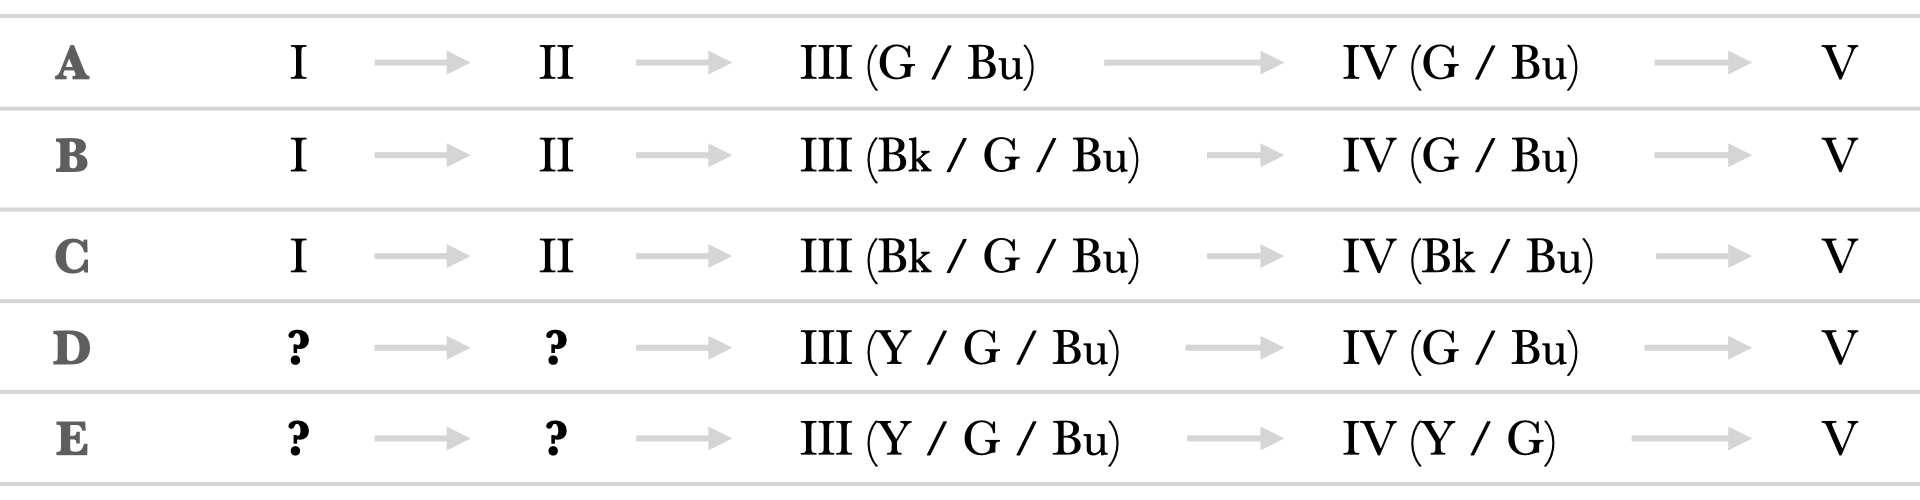 A I II III (G / Bu) IV (G / Bu) V
B I II III (Bk / G / Bu) IV (G / Bu) V
C I II III (Bk / G / Bu) IV (Bk / Bu) V
D ? ? III (Y / G / Bu) IV (G / Bu) V
E ? ? III (Y / G / Bu) IV (Y / G) V